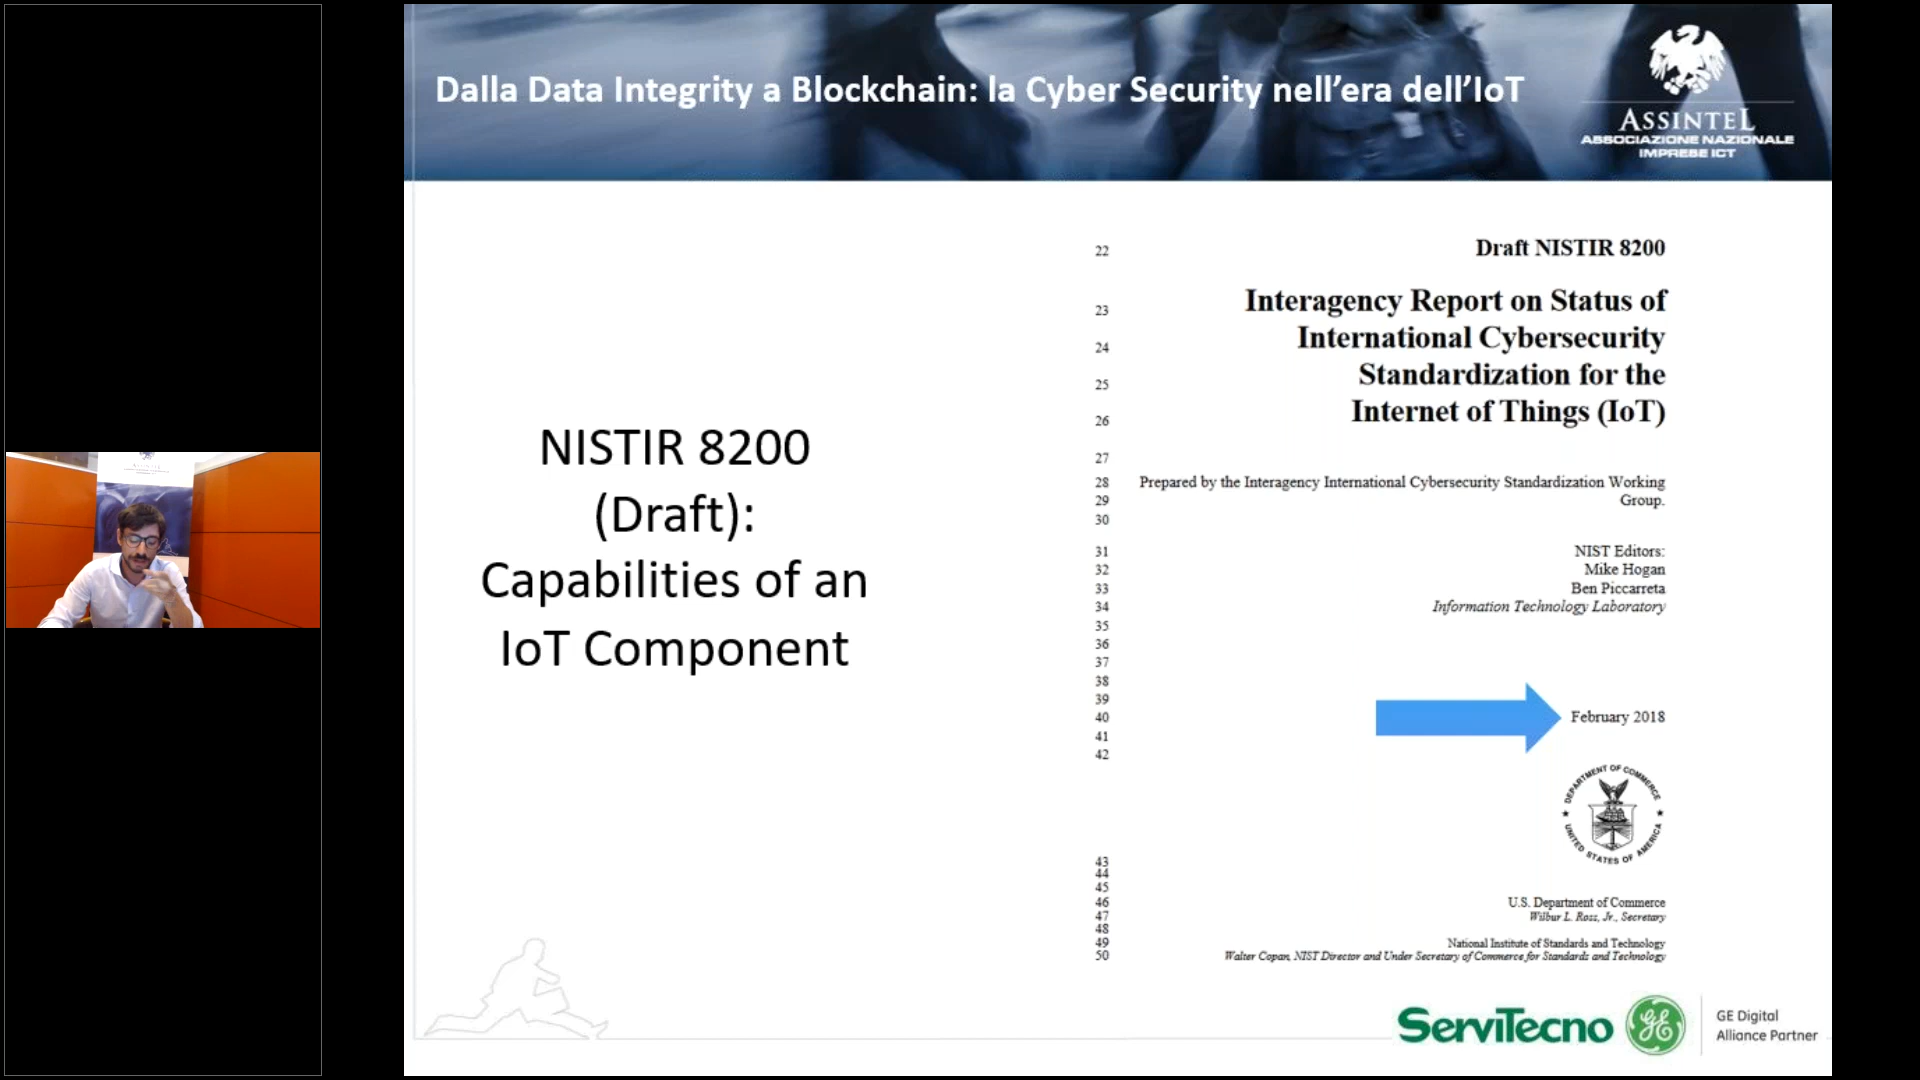 Dalla Data Integrity a Blockchain: la Cyber Security nell'era dell'IoT
ASSINTEL
ASSOCIAZIONE NAZIONALE
IMPRESE ICT
ASSINTEL
NISTIR 8200
(Draft):
Capabilities of an
IoT Component
22 Draft NISTIR 8200
23 Interagency Report on Status of
24 International Cybersecurity
25 Standardization for the
26 Internet of Things (IoT)
27
28 Prepared by the Interagency International Cybersecurity Standardization Working
29 Group.
30
31 NIST Editors:
32 Mike Hogan
33 Ben Piccarreta
34 Information Technology Laboratory
35
36
37
38
39
40 February 2018
41
42
DEPARTMENT OF COMMERCE
UNITED STATES OF AMERICA
43
44
45
46 U.S. Department of Commerce
47 Wilbur L. Ross, Jr., Secretary
48
49 National Institute of Standards and Technology
50 Walter Copan, NIST Director and Under Secretary of Commerce for Standards and Technology
ServiTecno
GE
GE Digital
Alliance Partner